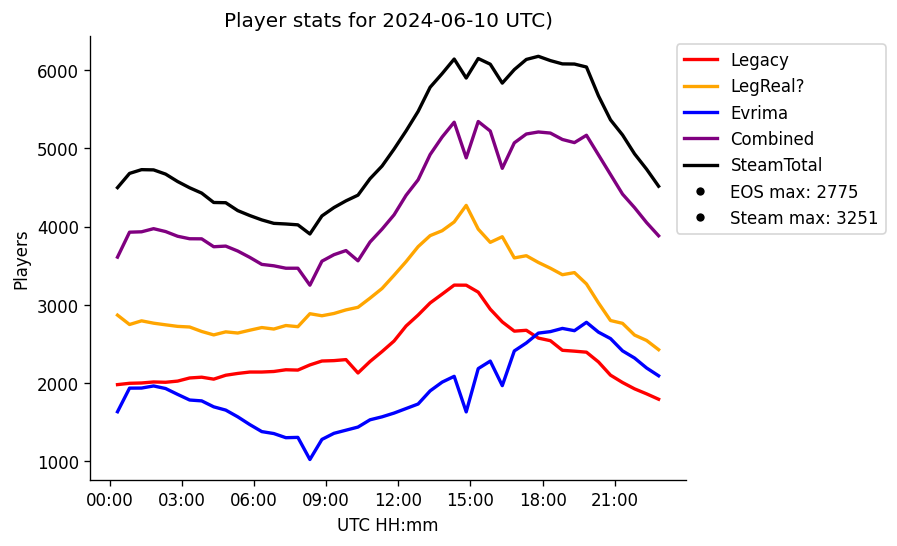 Player stats for 2024-06-10 UTC)
Players
6000
5000
4000
3000
2000
1000
00:00 03:00 06:00 09:00 12:00 15:00 18:00 21:00
UTC HH:mm
Legacy
LegReal?
Evrima
Combined
SteamTotal
EOS max: 2775
Steam max: 3251